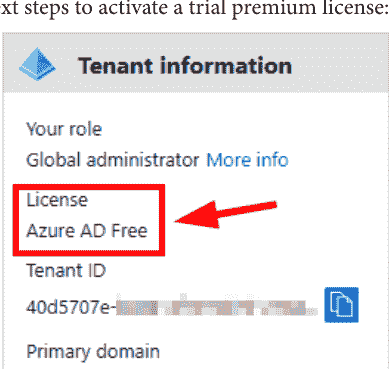 ext steps to activate a trial premium license:
Tenant information
Your role
Global administrator More info
License
Azure AD Free
Tenant ID
40d5707e-
Primary domain